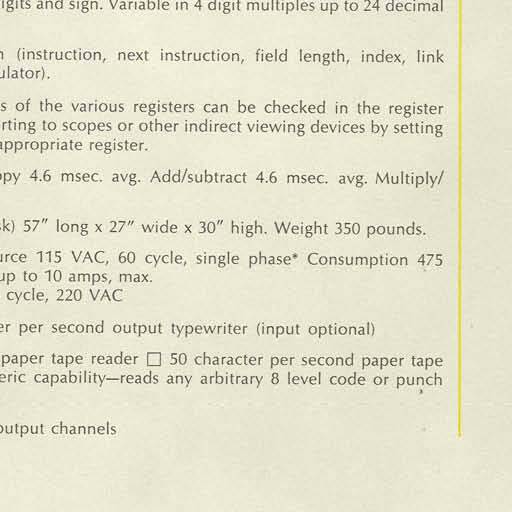 igits and sign. Variable in 4 digit multiples up to 24 decimal
n (instruction, next instruction, field length, index, link
ulator).
s of the various registers can be checked in the register
rting to scopes or other indirect viewing devices by setting
appropriate register.
opy 4.6 msec. avg. Add/subtract 4.6 msec. avg. Multiply/
sk) 57″ long x 27″ wide x 30″ high. Weight 350 pounds.
urce 115 VAC, 60 cycle, single phase* Consumption 475
up to 10 amps, max.
cycle, 220 VAC
er per second output typewriter (input optional)
paper tape reader □ 50 character per second paper tape
eric capability—reads any arbitrary 8 level code or punch
output channels